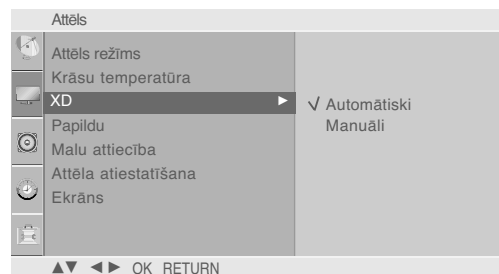 Attēls
Attēls režīms
Krāsu temperatūra
XD ►
√ Automātiski
Papildu
Manuāli
Malu attiecība
Attēla atiestatīšana
Ekrāns
▲▼ ◄► OK RETURN